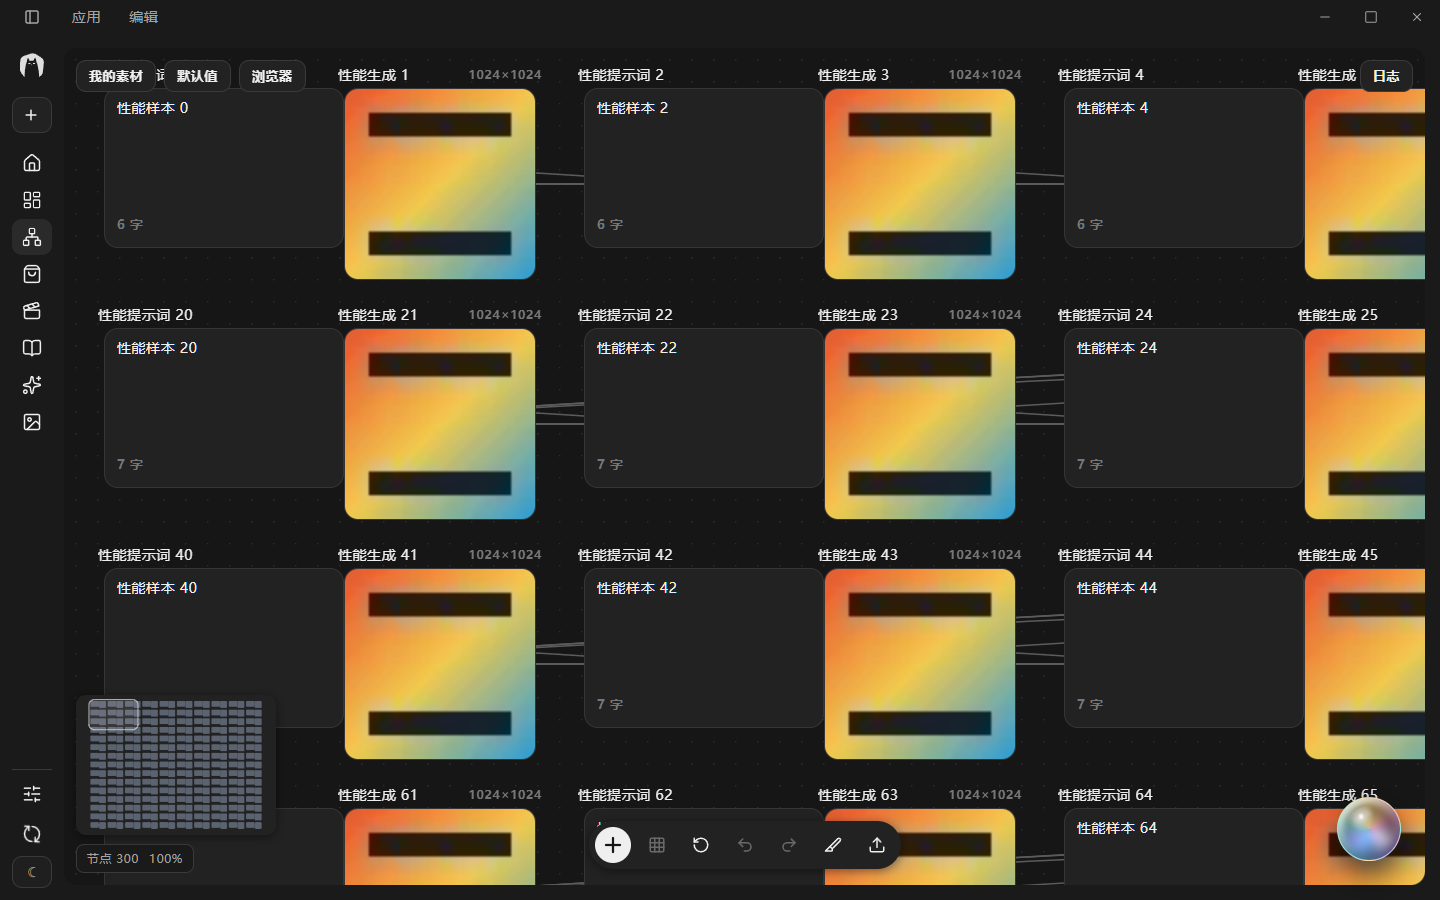 应用 编辑
我的素材 默认值 浏览器 性能生成 1 1024×1024 性能提示词 2 性能生成 3 1024×1024 性能提示词 4 性能生成 日志
性能样本 0 性能样本 2 性能样本 4
6 字 6 字 6 字
性能提示词 20 性能生成 21 1024×1024 性能提示词 22 性能生成 23 1024×1024 性能提示词 24 性能生成 25
性能样本 20 性能样本 22 性能样本 24
7 字 7 字 7 字
性能提示词 40 性能生成 41 1024×1024 性能提示词 42 性能生成 43 1024×1024 性能提示词 44 性能生成 45
性能样本 40 性能样本 42 性能样本 44
7 字 7 字
性能生成 61 1024×1024 性能提示词 62 性能生成 63 1024×1024 性能提示词 64 性能生成 65
性能样本 64
节点 300 100%